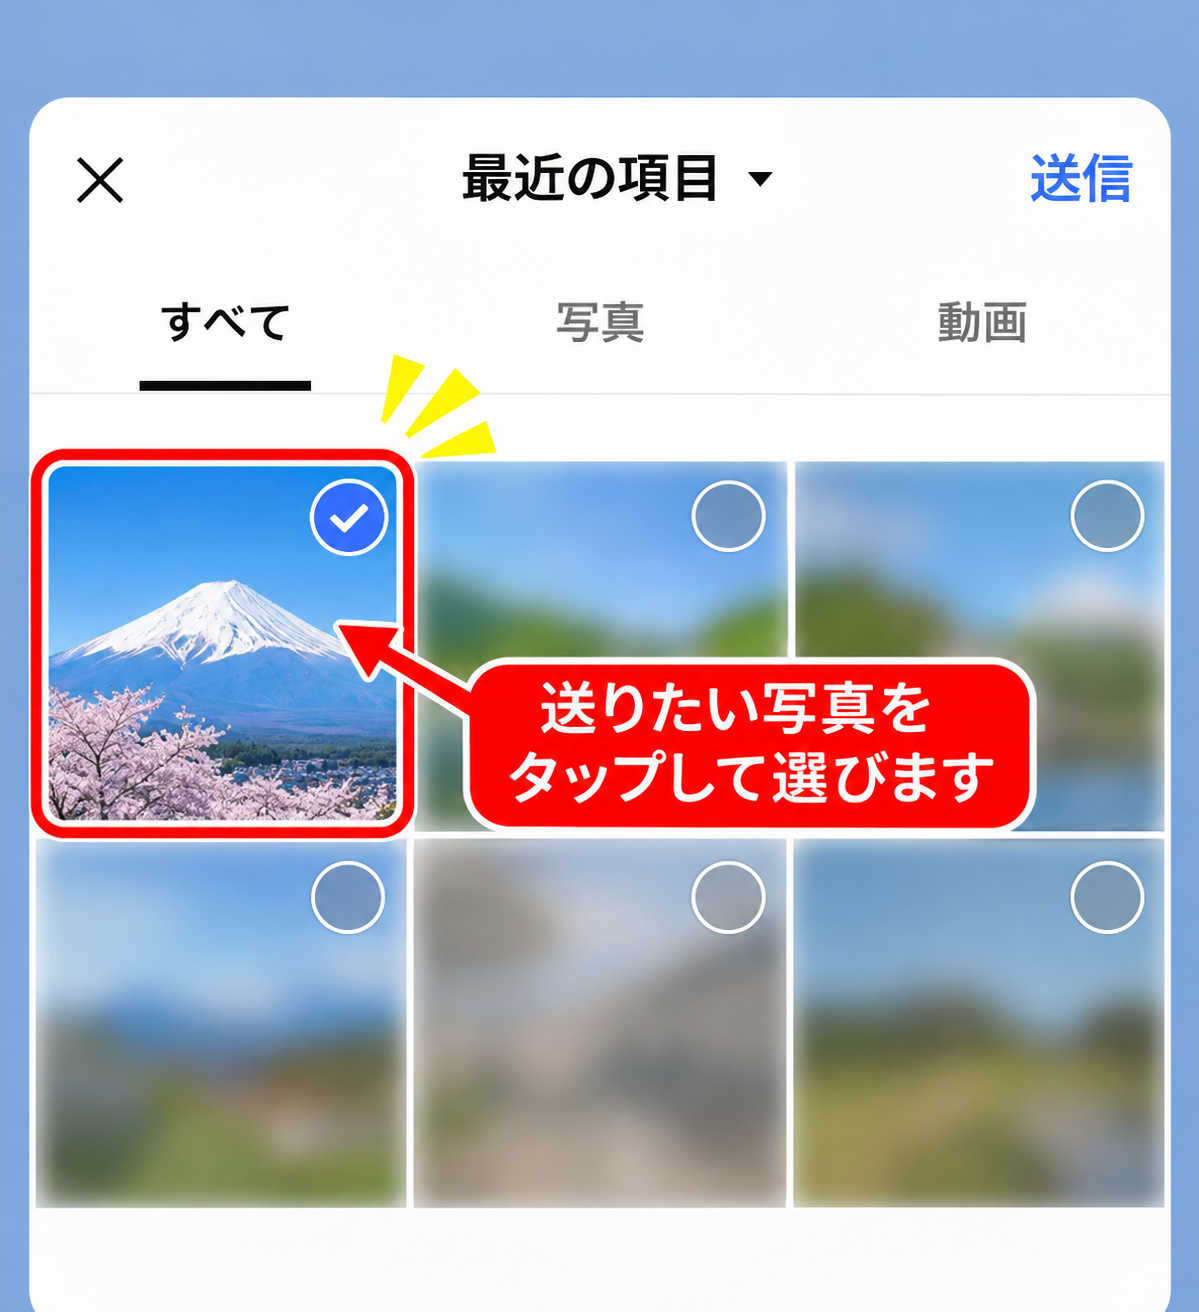 最近の項目
送信
すべて
写真
動画
送りたい写真を
タップして選びます